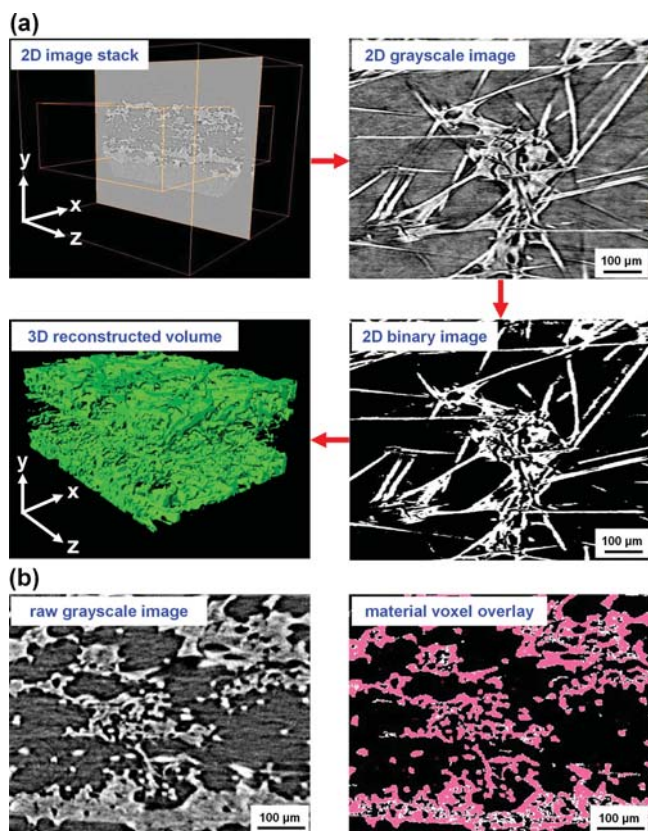 (a)
2D image stack
2D grayscale image
y
x
z
100 µm
3D reconstructed volume
2D binary image
y
x
z
100 µm
(b)
raw grayscale image
material voxel overlay
100 µm
100 µm